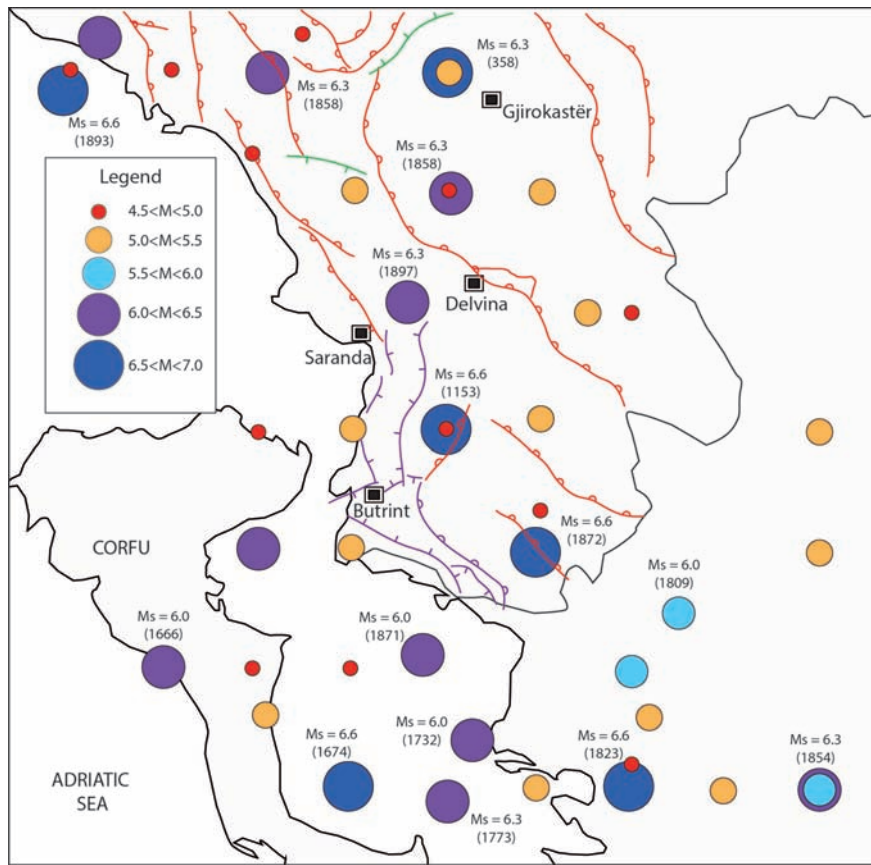 Ms = 6.3
(358)
Gjirokastër
Ms = 6.3
(1858)
Ms = 6.6
(1893)
Ms = 6.3
(1858)
Legend
4.5<M<5.0
5.0<M<5.5
5.5<M<6.0
6.0<M<6.5
6.5<M<7.0
Ms = 6.3
(1897)
Delvina
Saranda
Ms = 6.6
(1153)
Butrint
Ms = 6.6
(1872)
CORFU
Ms = 6.0
(1809)
Ms = 6.0
(1666)
Ms = 6.0
(1871)
Ms = 6.0
(1732)
Ms = 6.6
(1674)
Ms = 6.6
(1823)
Ms = 6.3
(1854)
ADRIATIC
SEA
Ms = 6.3
(1773)